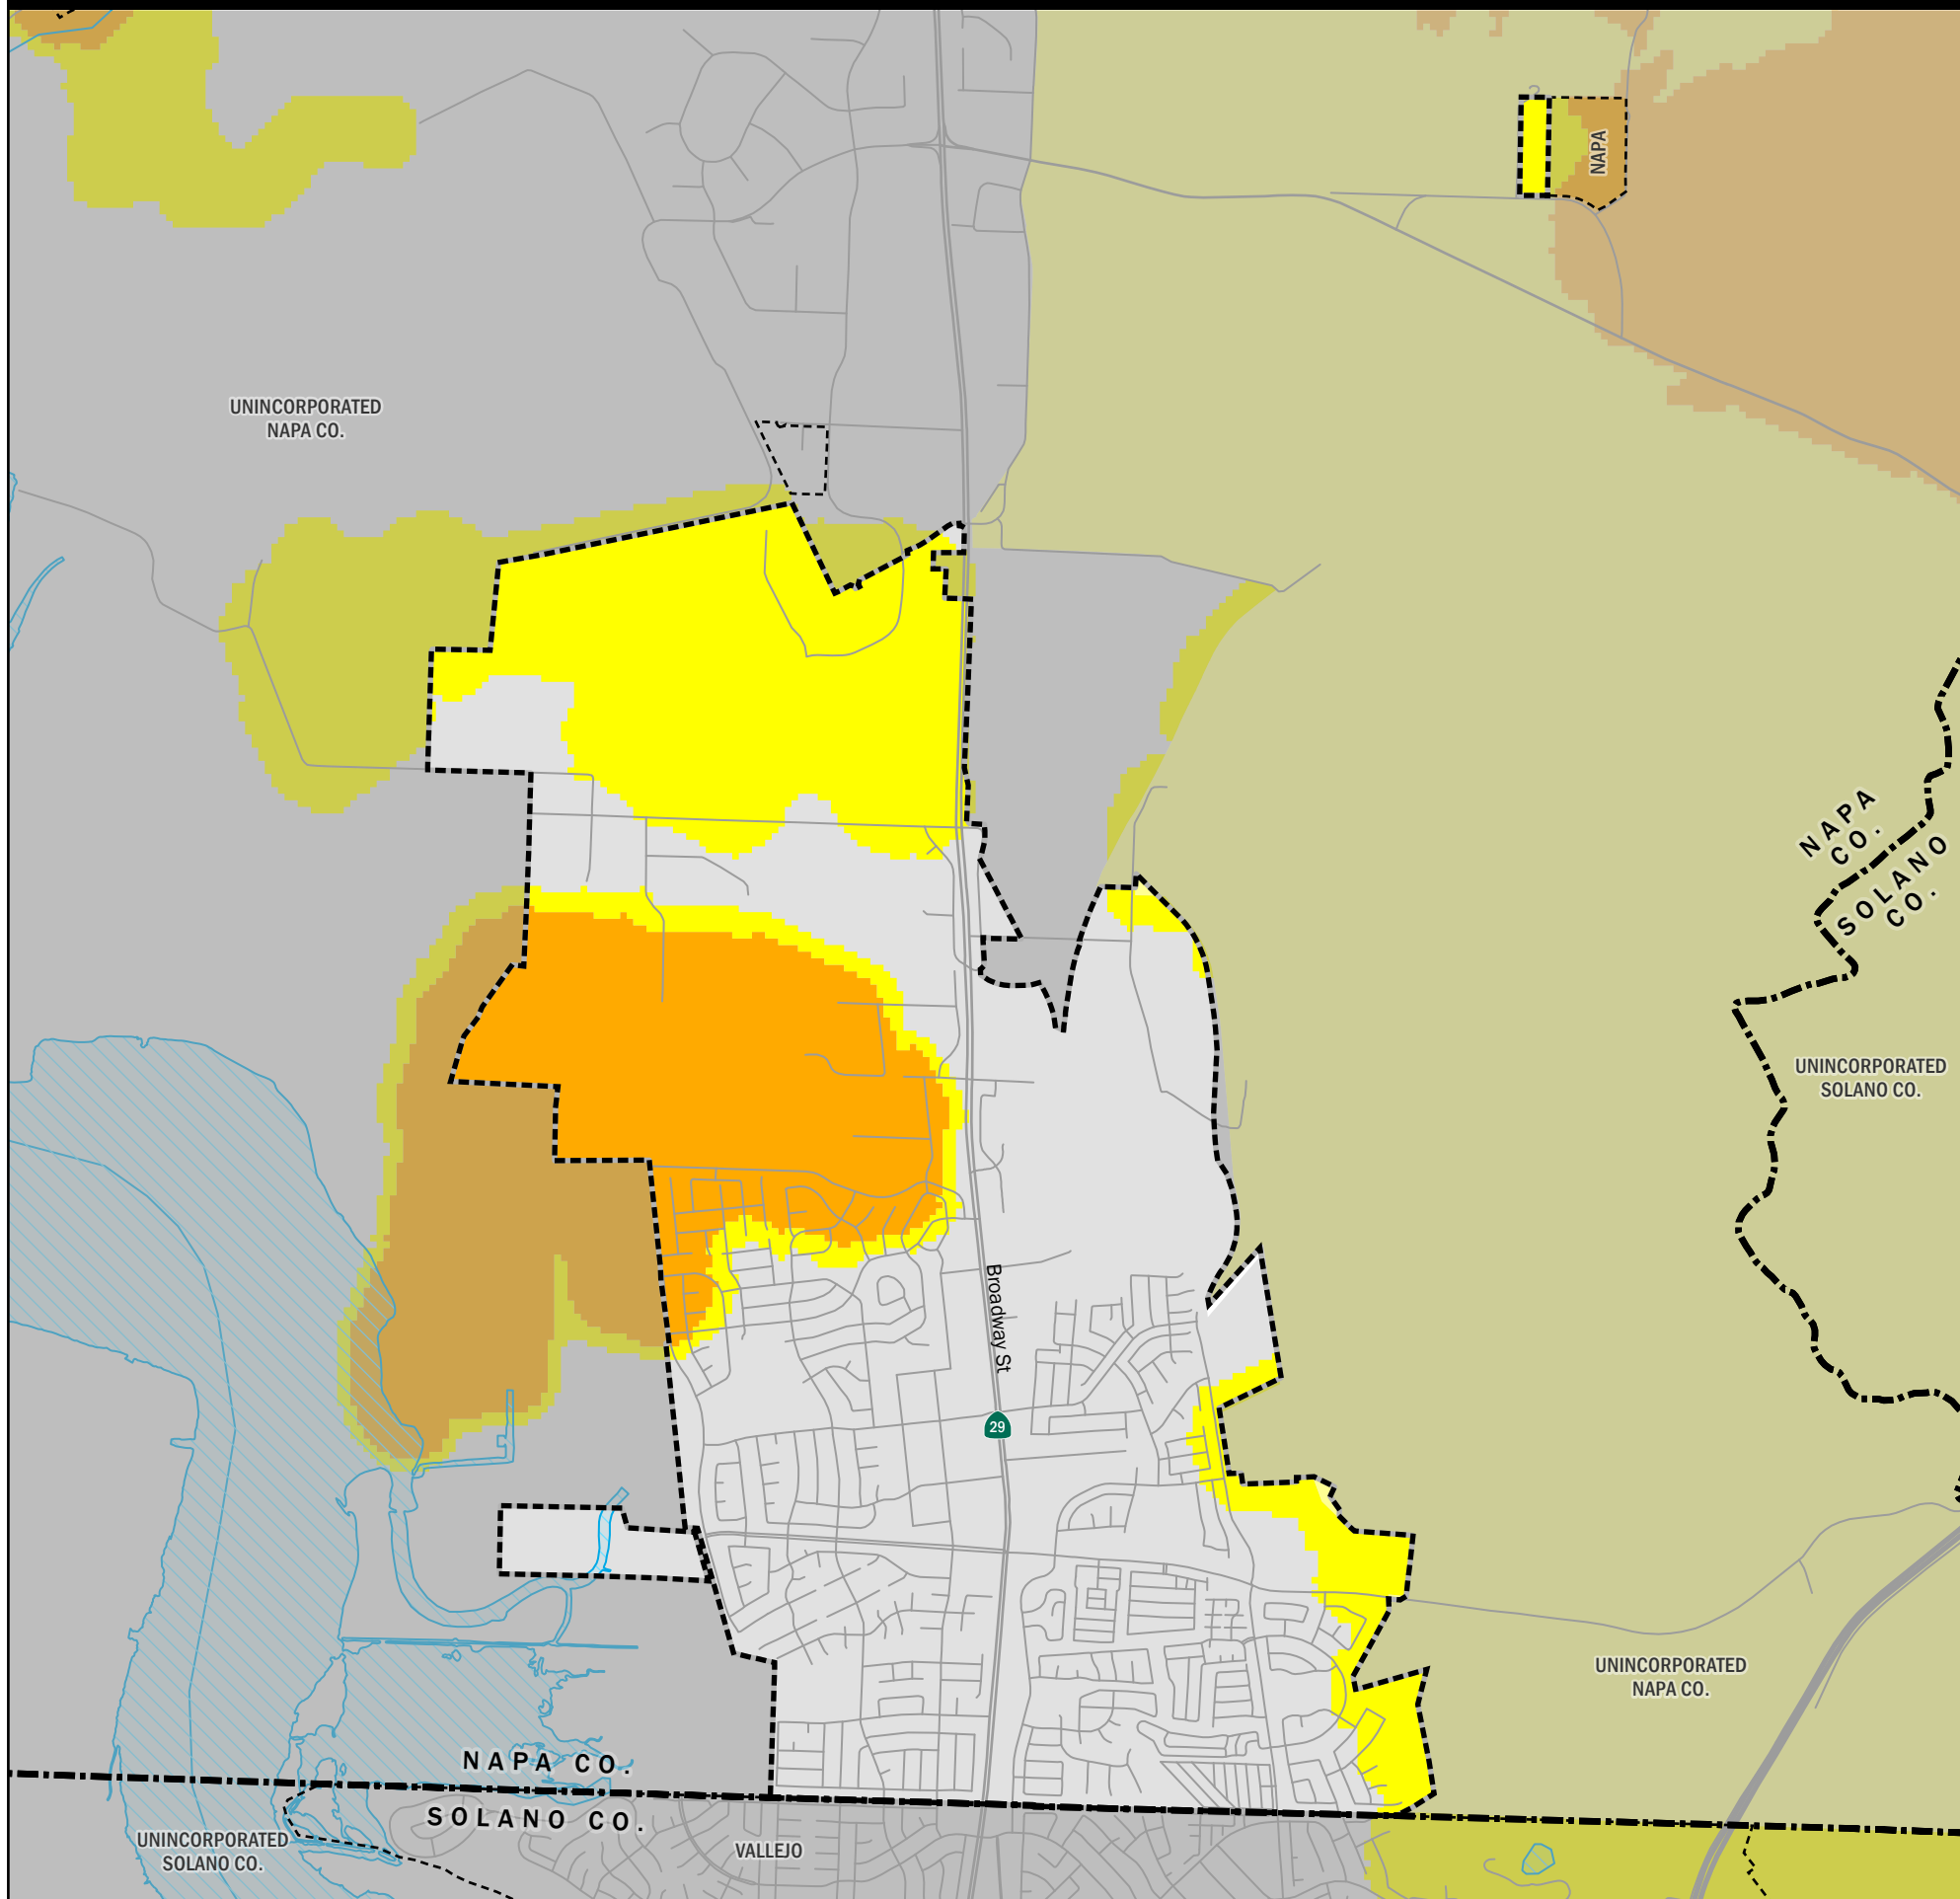 NAPA
UNINCORPORATED
NAPA CO.
NAPA
CO.
SOLANO
CO.
UNINCORPORATED
SOLANO CO.
Broadway St
29
UNINCORPORATED
NAPA CO.
NAPA CO.
SOLANO CO.
UNINCORPORATED
SOLANO CO.
VALLEJO